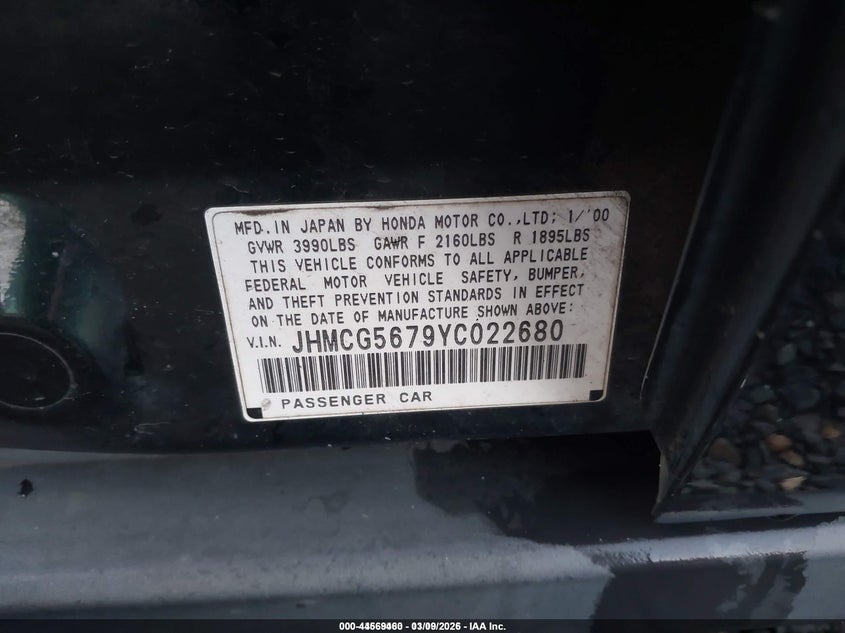 MFD. IN JAPAN BY HONDA MOTOR CO.,LTD; 1/'00
GVWR 3990LBS GAWR F 2160LBS R 1895LBS
THIS VEHICLE CONFORMS TO ALL APPLICABLE
FEDERAL MOTOR VEHICLE SAFETY, BUMPER,
AND THEFT PREVENTION STANDARDS IN EFFECT
ON THE DATE OF MANUFACTURE SHOWN ABOVE:
V.I.N. JHMCG5679YC022680
PASSENGER CAR
03/09/2026 - IAA Inc.